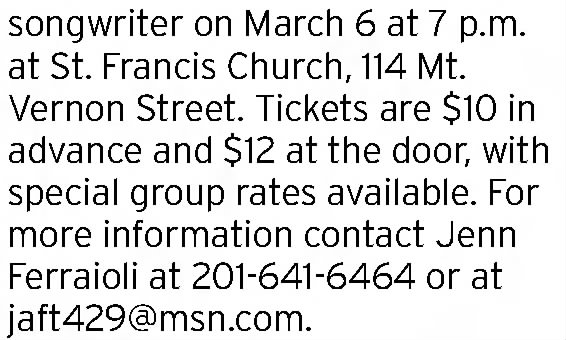 songwriter on March 6 at 7 p.m.
at St. Francis Church, 114 Mt.
Vernon Street. Tickets are $10 in
advance and $12 at the door, with
special group rates available. For
more information contact Jenn
Ferraioli at 201-641-6464 or at
jaft429@msn.com.